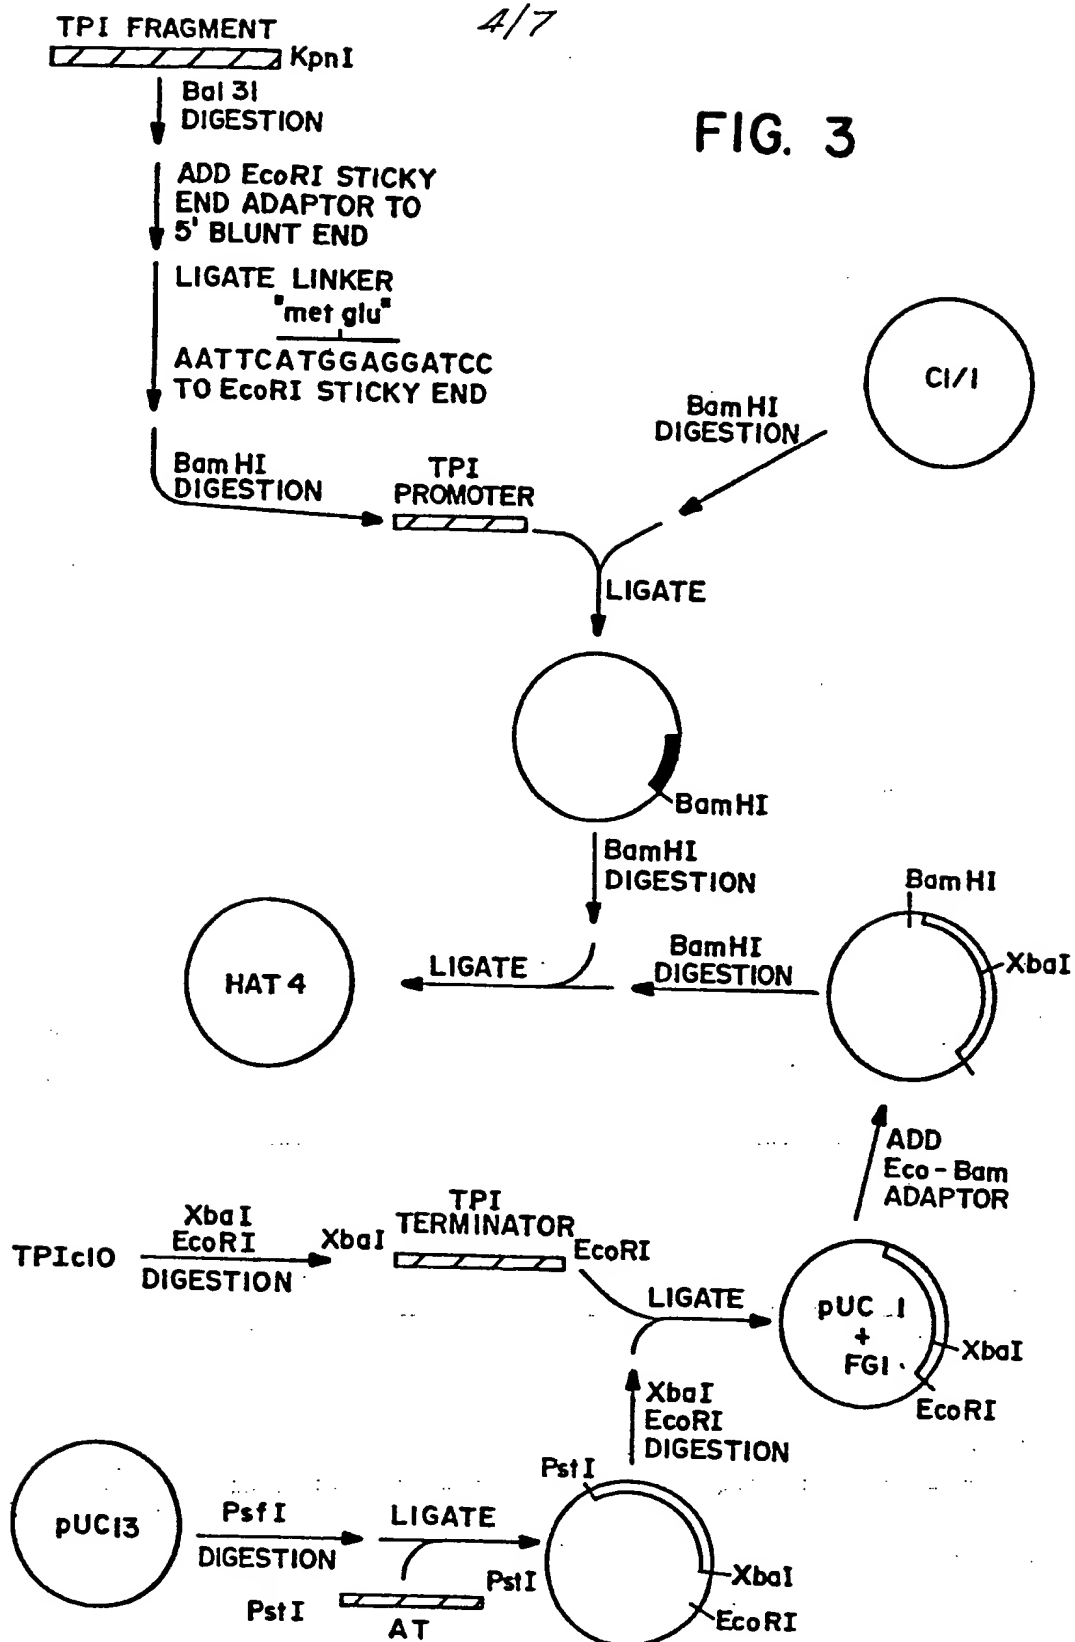 4/7
TPI FRAGMENT
KpnI
Bal 31
DIGESTION
FIG. 3
ADD EcoRI STICKY
END ADAPTOR TO
5' BLUNT END
LIGATE LINKER
"met glu"
AATTCATGGAGGATCC
TO EcoRI STICKY END
C1/1
BamHI
DIGESTION
BamHI
DIGESTION
TPI
PROMOTER
LIGATE
BamHI
BamHI
DIGESTION
BamHI
XbaI
BamHI
DIGESTION
LIGATE
HAT 4
ADD
Eco-Bam
ADAPTOR
TPIc10
XbaI
EcoRI
DIGESTION
XbaI
TPI
TERMINATOR
EcoRI
LIGATE
pUC 1
+
FG1
XbaI
EcoRI
XbaI
EcoRI
DIGESTION
pUC13
PsfI
DIGESTION
LIGATE
PstI
PstI
AT
PstI
XbaI
EcoRI